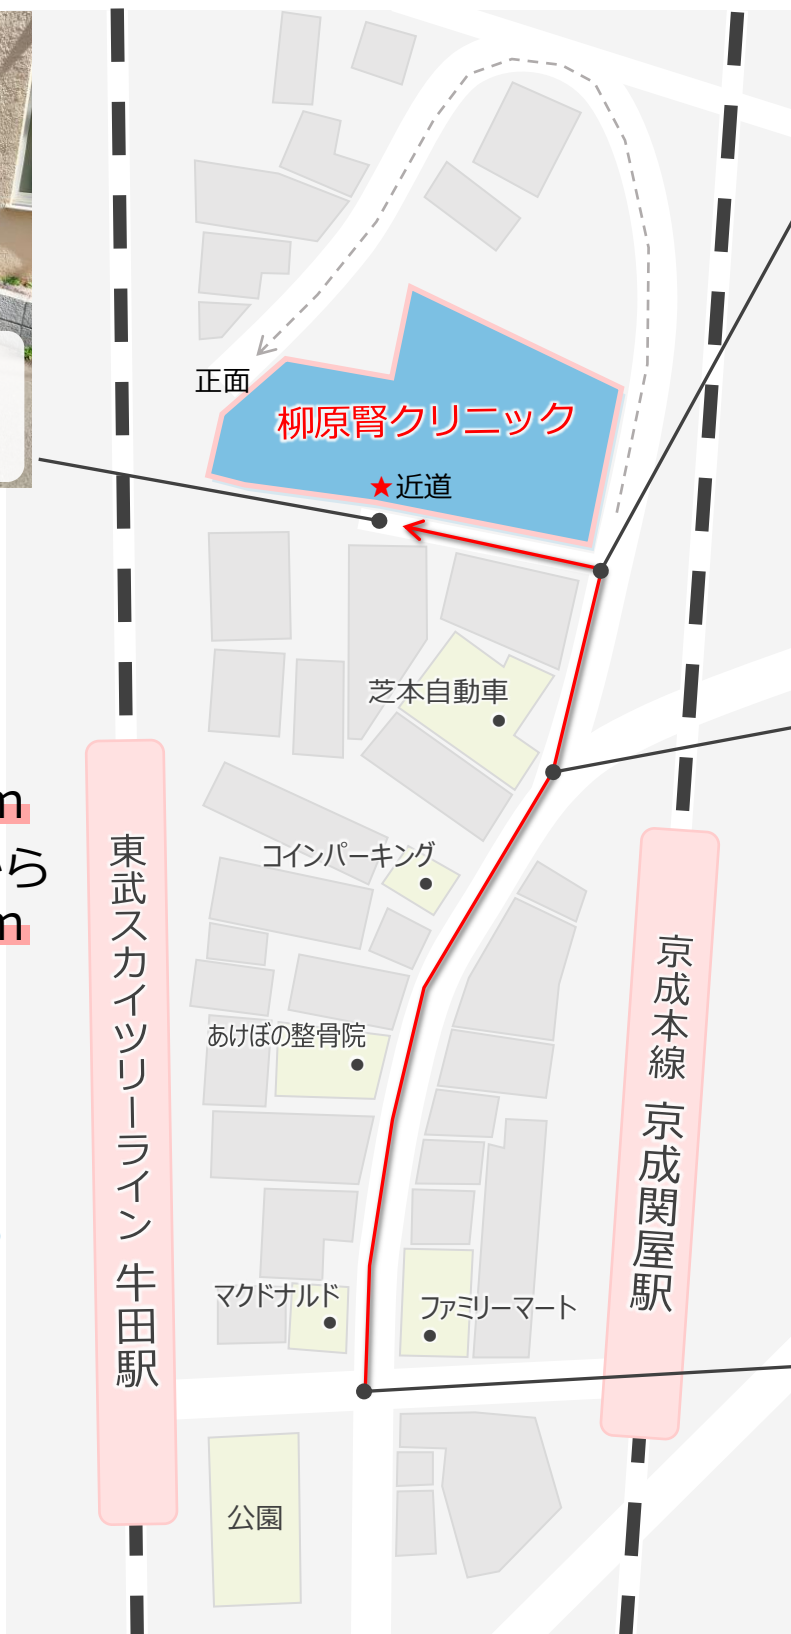 正面
柳原腎クリニック
★近道
芝本自動車
m
から
m
コインパーキング
東武スカイツリーライン 牛田駅
京成本線 京成関屋駅
あけぼの整骨院
マクドナルド
ファミリーマート
公園